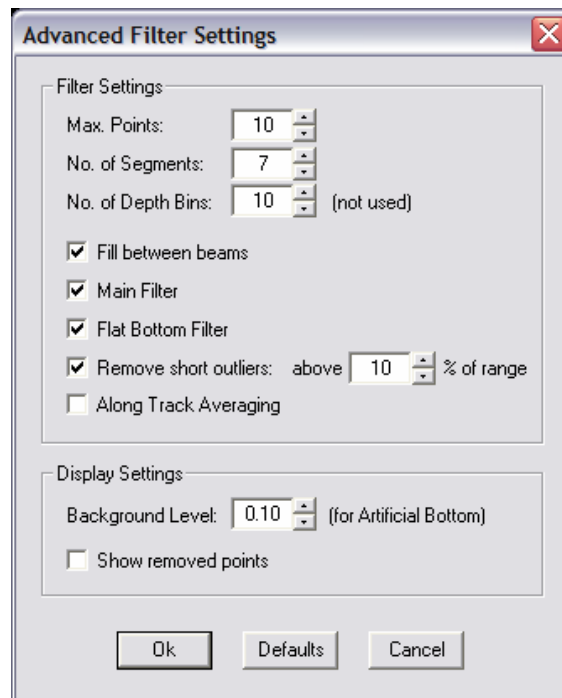 Advanced Filter Settings
Filter Settings
Max. Points: 10
No. of Segments: 7
No. of Depth Bins: 10 (not used)
Fill between beams
Main Filter
Flat Bottom Filter
Remove short outliers: above 10 % of range
Along Track Averaging
Display Settings
Background Level: 0.10 (for Artificial Bottom)
Show removed points
Ok Defaults Cancel